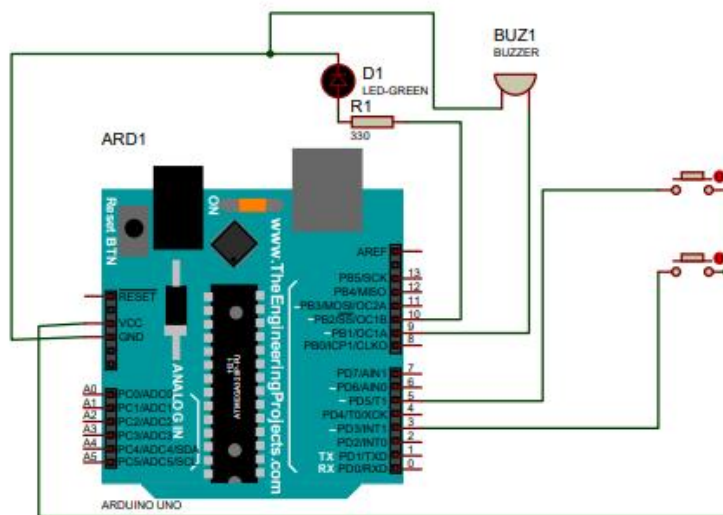 BUZ1
BUZZER
D1
LED-GREEN
R1
330
ARD1
Reset BTN
ON
www.TheEngineeringProjects.com
AREF
RESET
VCC
GND
PB5/SCK 13
PB4/MISO 12
PB3/MOSI/OC2A 11
PB2/SS/OC1B 10
PB1/OC1A 9
PB0/ICP1/CLKO 8
ANALOG IN
ATMEGA328P-PU
PD7/AIN1 7
PD6/AIN0 6
PD5/T1 5
PD4/T0/XCK 4
PD3/INT1 3
PD2/INT0 2
TX PD1/TXD 1
RX PD0/RXD 0
A0 PC0/ADC0
A1 PC1/ADC1
A2 PC2/ADC2
A3 PC3/ADC3
A4 PC4/ADC4/SDA
A5 PC5/ADC5/SCL
ARDUINO UNO